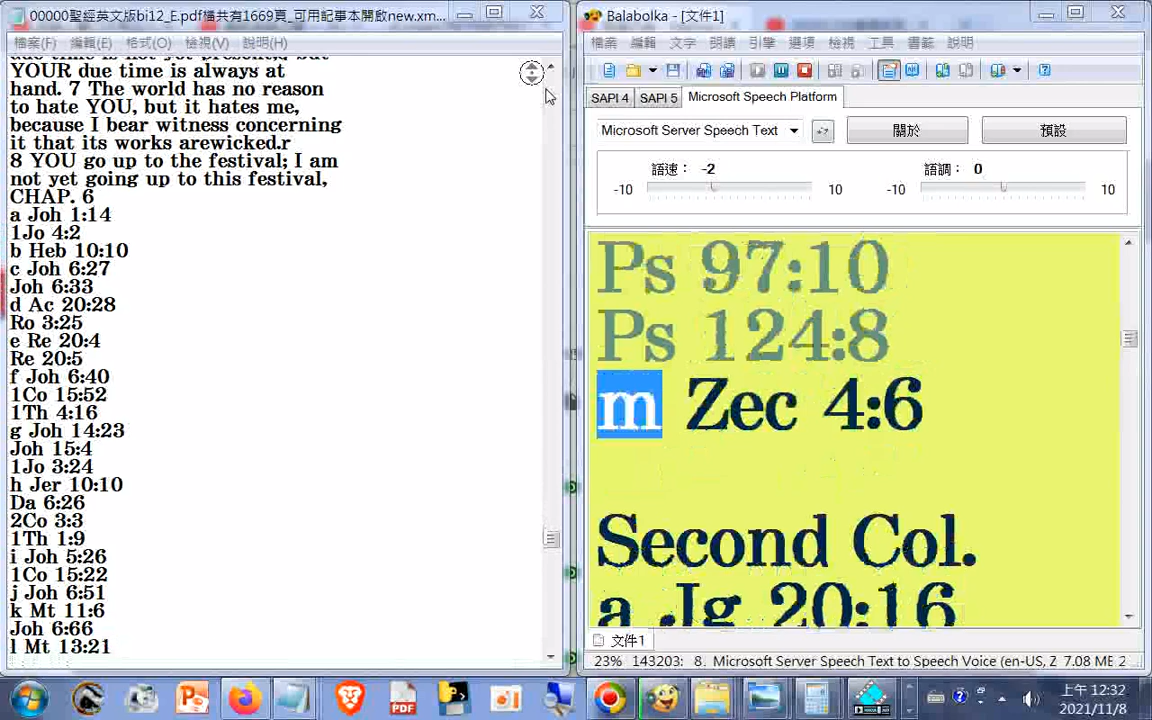 00000聖經英文版bi12_E.pdf檔共有1669頁_可用記事本開啟new.xm...
檔案(F) 編輯(E) 格式(O) 檢視(V) 說明(H)
YOUR due time is always at
hand. 7 The world has no reason
to hate YOU, but it hates me,
because I bear witness concerning
it that its works arewicked.r
8 YOU go up to the festival; I am
not yet going up to this festival,
CHAP. 6
a Joh 1:14
1Jo 4:2
b Heb 10:10
c Joh 6:27
Joh 6:33
d Ac 20:28
Ro 3:25
e Re 20:4
Re 20:5
f Joh 6:40
1Co 15:52
1Th 4:16
g Joh 14:23
Joh 15:4
1Jo 3:24
h Jer 10:10
Da 6:26
2Co 3:3
1Th 1:9
i Joh 5:26
1Co 15:22
j Joh 6:51
k Mt 11:6
Joh 6:66
l Mt 13:21
Balabolka - [文件1]
檔案 編輯 文字 朗讀 引擎 選項 檢視 工具 書籤 說明
SAPI 4 SAPI 5 Microsoft Speech Platform
Microsoft Server Speech Text 關於 預設
語速: -2 語調: 0
-10 10 -10 10
Ps 97:10
Ps 124:8
m Zec 4:6
Second Col.
a Jg 20:16
文件1
23% 143203: 8. Microsoft Server Speech Text to Speech Voice (en-US, Z 7.08 MB 2
上午 12:32
2021/11/8